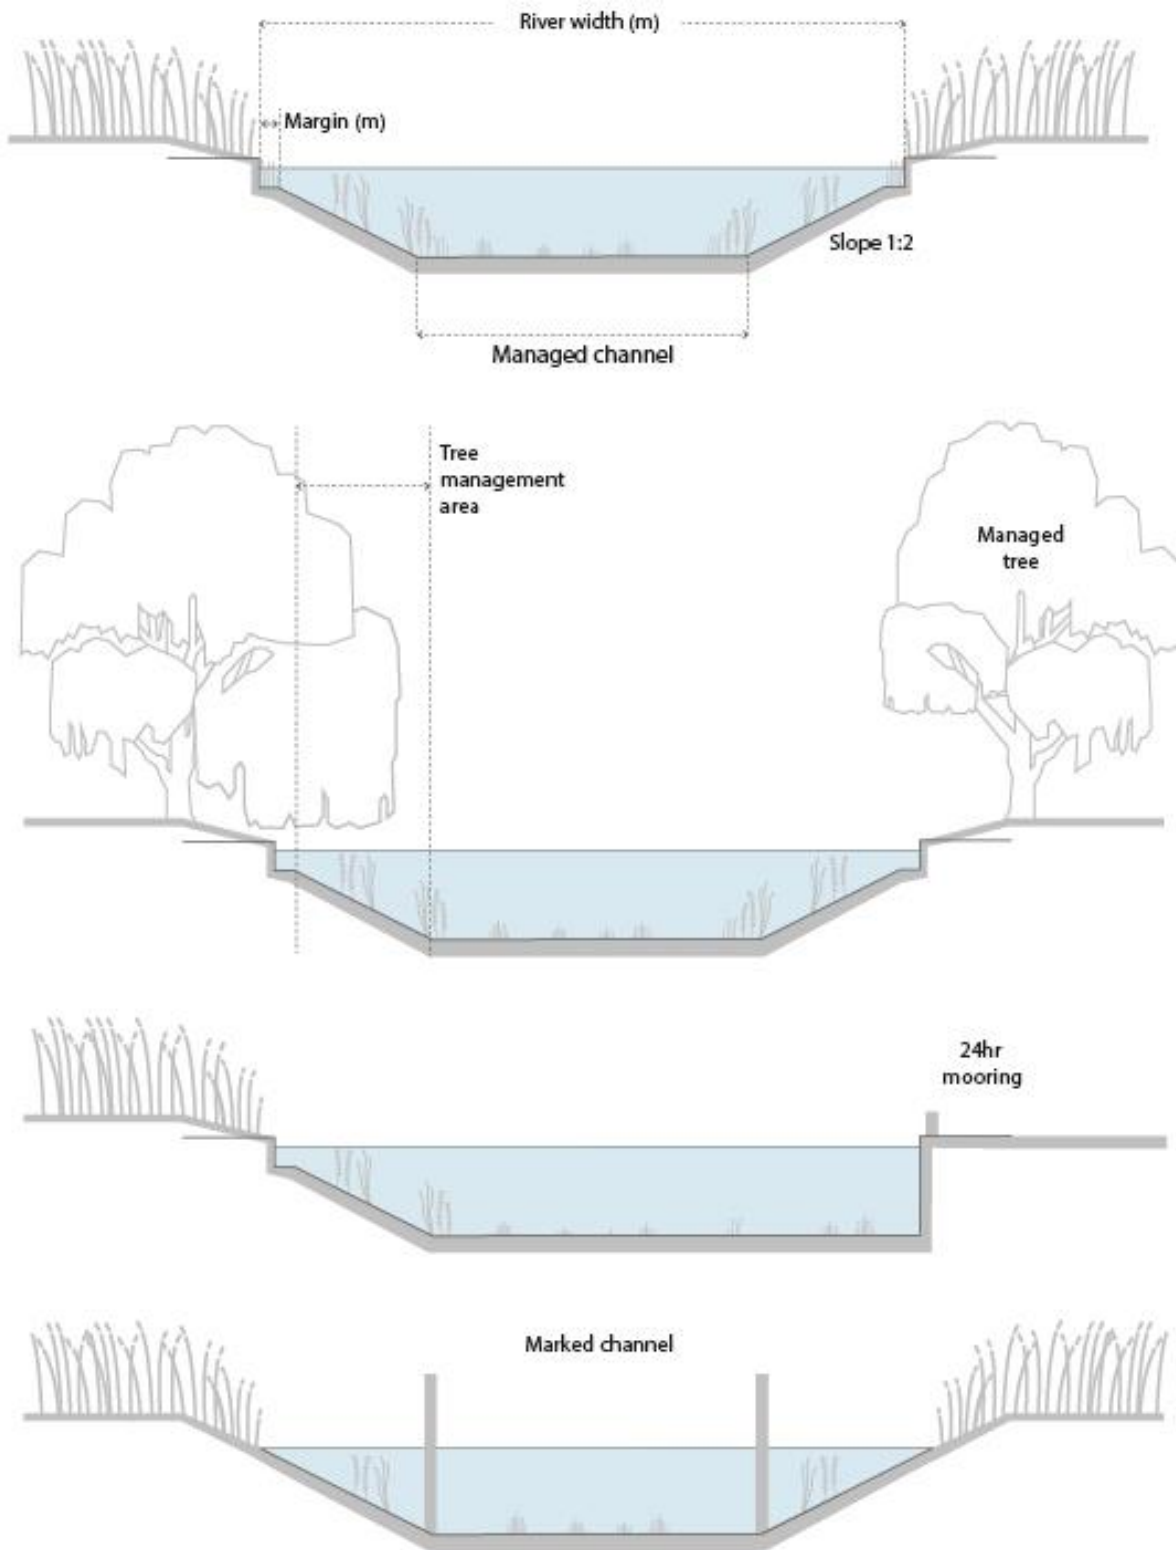 River width (m)
Margin (m)
Slope 1:2
Managed channel
Tree
management
area
Managed
tree
24hr
mooring
Marked channel